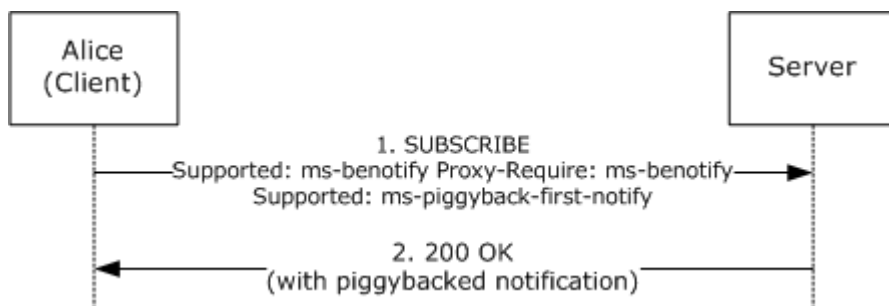 Alice
(Client)
Server
1. SUBSCRIBE
Supported: ms-benotify Proxy-Require: ms-benotify
Supported: ms-piggyback-first-notify
2. 200 OK
(with piggybacked notification)